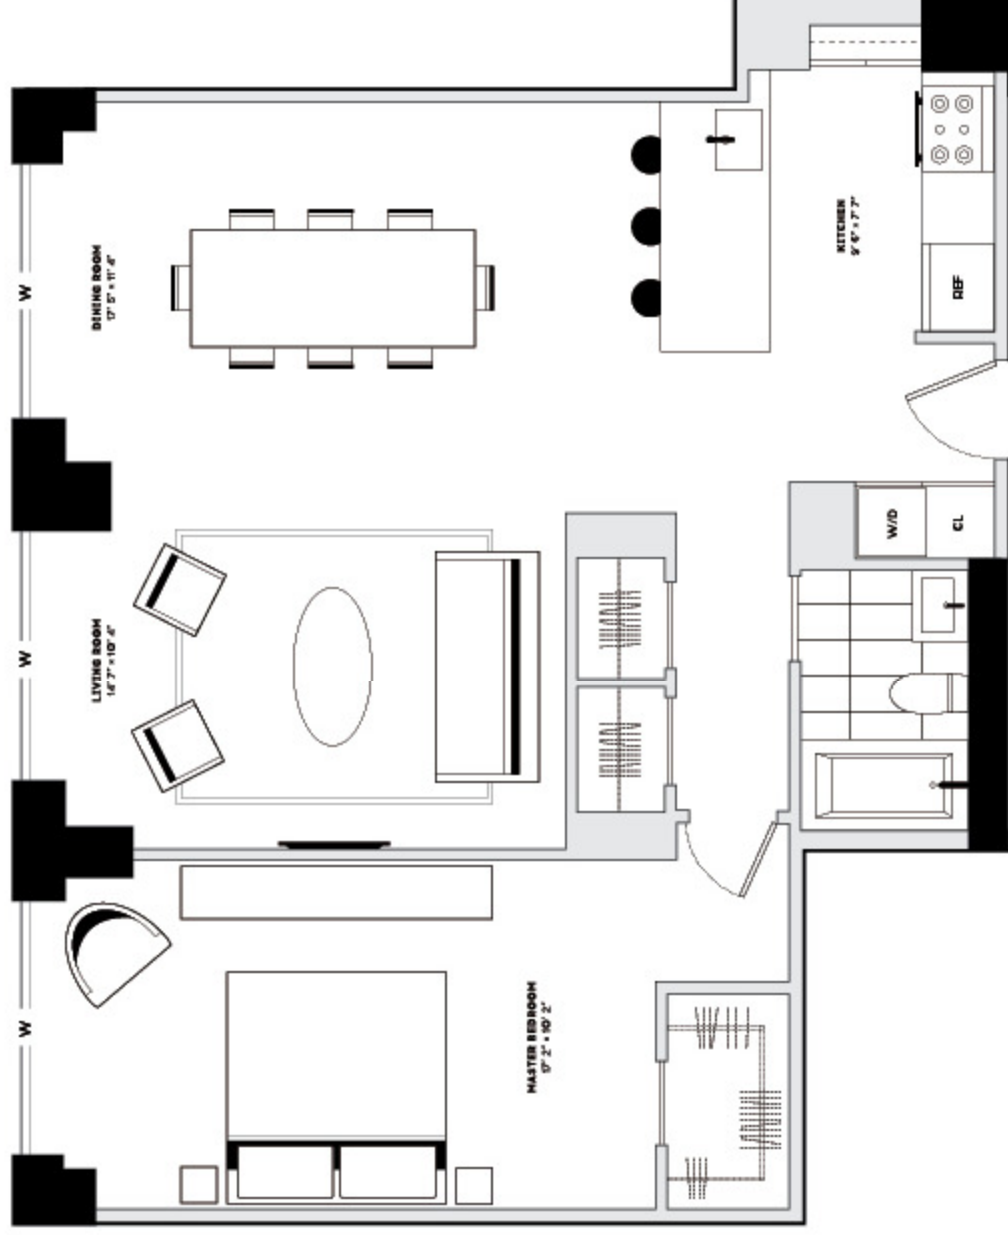 KITCHEN
9' 6" x 7' 7"
DINING ROOM
17' 5" x 11' 4"
W
REF
W/D
CL
LIVING ROOM
14' 7" x 10' 4"
W
MASTER BEDROOM
17' 2" x 10' 2"
W